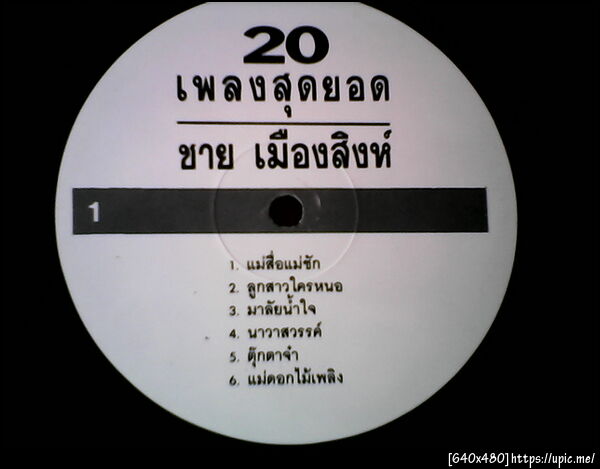 20
เพลงสุดยอด
ชาย เมืองสิงห์
1
1. แม่สื่อแม่ชัก
2. ลูกสาวใครหนอ
3. มาลัยน้ำใจ
4. นาวาสวรรค์
5. ตุ๊กตาจ๋า
6. แม่ดอกไม้เพลิง
[640x480]https://upic.me/